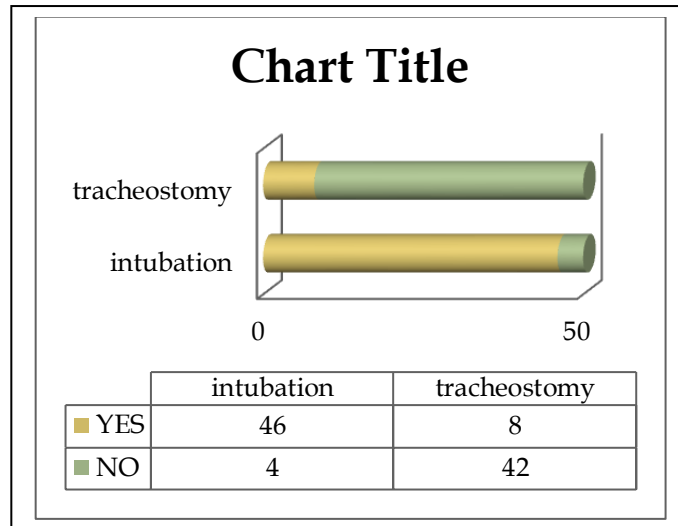 Chart Title
tracheostomy
intubation
0 50
intubation tracheostomy
YES 46 8
NO 4 42